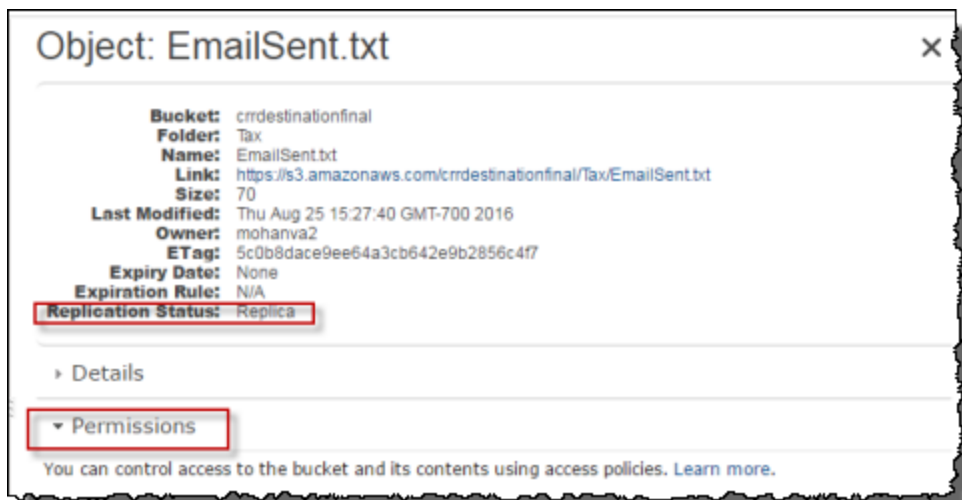 Object: EmailSent.txt
Bucket: crrdestinationfinal
Folder: Tax
Name: EmailSent.txt
Link: https://s3.amazonaws.com/crrdestinationfinal/Tax/EmailSent.txt
Size: 70
Last Modified: Thu Aug 25 15:27:40 GMT-700 2016
Owner: mohanva2
ETag: 5c0b8dace9ee64a3cb642e9b2856c4f7
Expiry Date: None
Expiration Rule: N/A
Replication Status: Replica
Details
Permissions
You can control access to the bucket and its contents using access policies. Learn more.